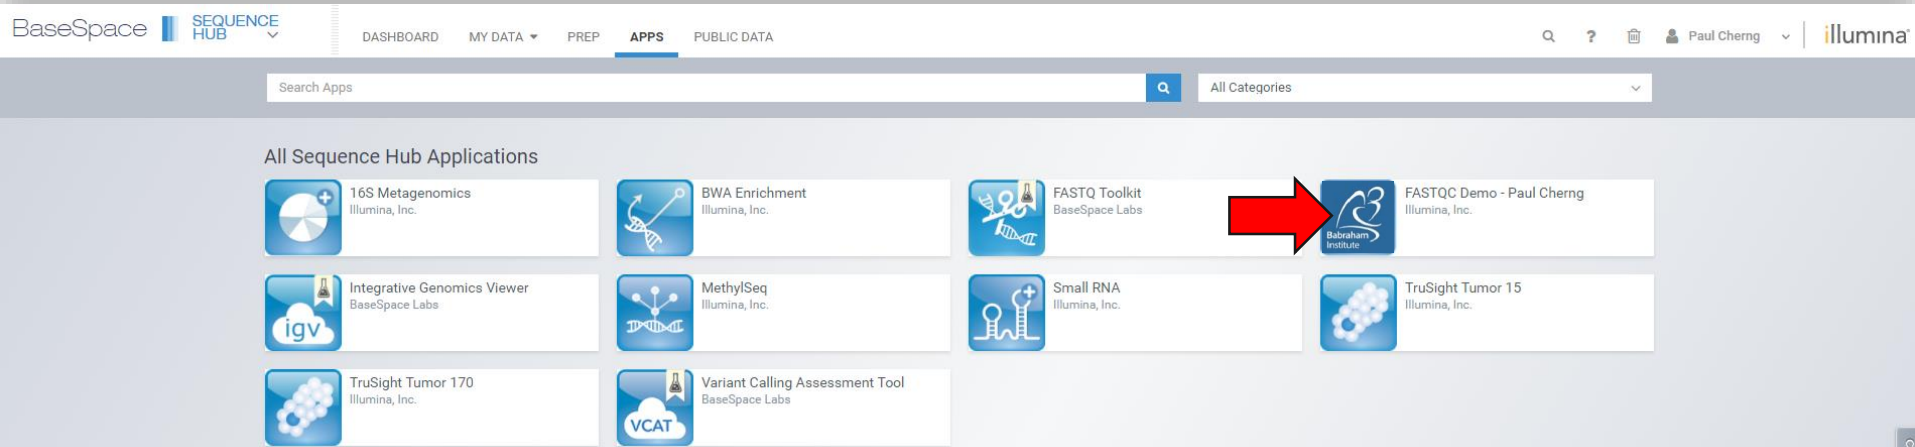 BaseSpace SEQUENCE HUB DASHBOARD MY DATA PREP APPS PUBLIC DATA ? Paul Cherng illumina
Search Apps All Categories
All Sequence Hub Applications
16S Metagenomics
Illumina, Inc.
BWA Enrichment
Illumina, Inc.
FASTQ Toolkit
BaseSpace Labs
Babraham
Institute
FASTQC Demo - Paul Cherng
Illumina, Inc.
igv
Integrative Genomics Viewer
BaseSpace Labs
MethylSeq
Illumina, Inc.
Small RNA
Illumina, Inc.
TruSight Tumor 15
Illumina, Inc.
TruSight Tumor 170
Illumina, Inc.
VCAT
Variant Calling Assessment Tool
BaseSpace Labs